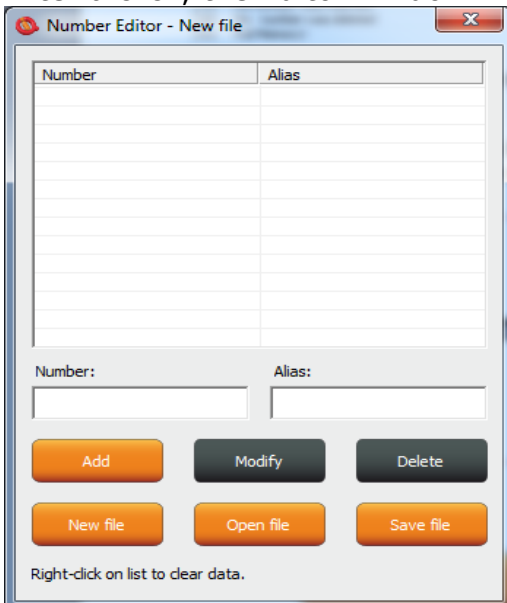 Number Editor - New file
Number Alias
Number: Alias:
Add Modify Delete
New file Open file Save file
Right-click on list to clear data.